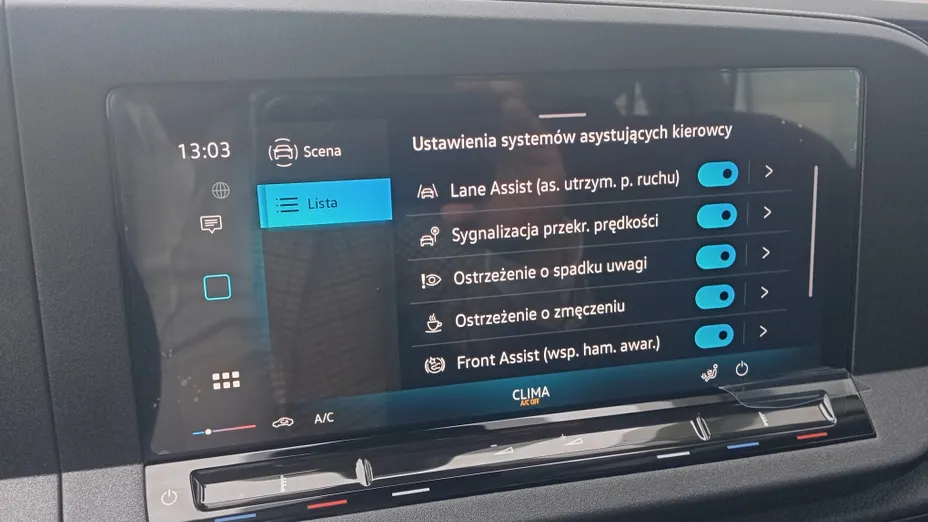 Ustawienia systemów asystujących kierowcy
13:03
Scena
Lista
Lane Assist (as. utrzym. p. ruchu)
Sygnalizacja przekr. prędkości
Ostrzeżenie o spadku uwagi
Ostrzeżenie o zmęczeniu
Front Assist (wsp. ham. awar.)
CLIMA
A/C OFF
A/C